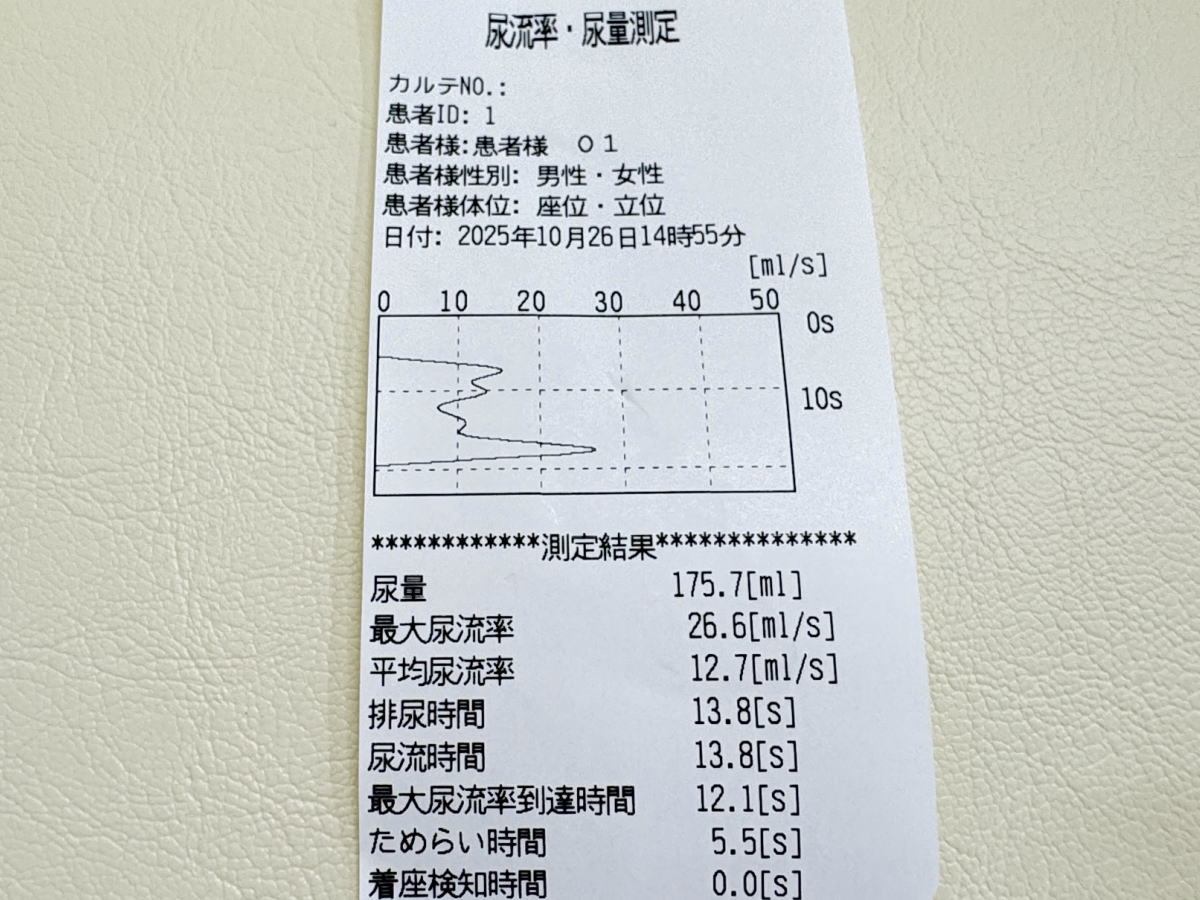 尿流率・尿量測定
カルテNO.:
患者ID: 1
患者様:患者様　01
患者様性別: 男性・女性
患者様体位: 座位・立位
日付: 2025年10月26日14時55分
[ml/s]
0 10 20 30 40 50
0s
10s
************測定結果**************
尿量 175.7[ml]
最大尿流率 26.6[ml/s]
平均尿流率 12.7[ml/s]
排尿時間 13.8[s]
尿流時間 13.8[s]
最大尿流率到達時間 12.1[s]
ためらい時間 5.5[s]
着座検知時間 0.0[s]